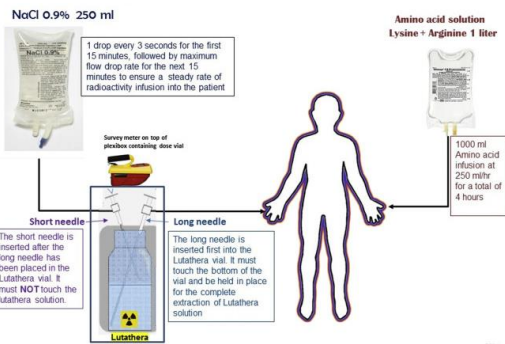 NaCl 0.9% 250 ml
1 drop every 3 seconds for the first
15 minutes, followed by maximum
flow drop rate for the next 15
minutes to ensure a steady rate of
radioactivity infusion into the patient
Amino acid solution
Lysine + Arginine 1 liter
NaCl 0.9%
Survey meter on top of
plexibox containing dose vial
1000 ml
Amino acid
infusion at
250 ml/hr
for a total of
4 hours
Short needle
Long needle
The short needle is
inserted after the
long needle has
been placed in the
Lutathera vial. It
must NOT touch the
lutathera solution.
The long needle is
inserted first into the
Lutathera vial. It must
touch the bottom of the
vial and be held in place
for the complete
extraction of Lutathera
solution
Lutathera